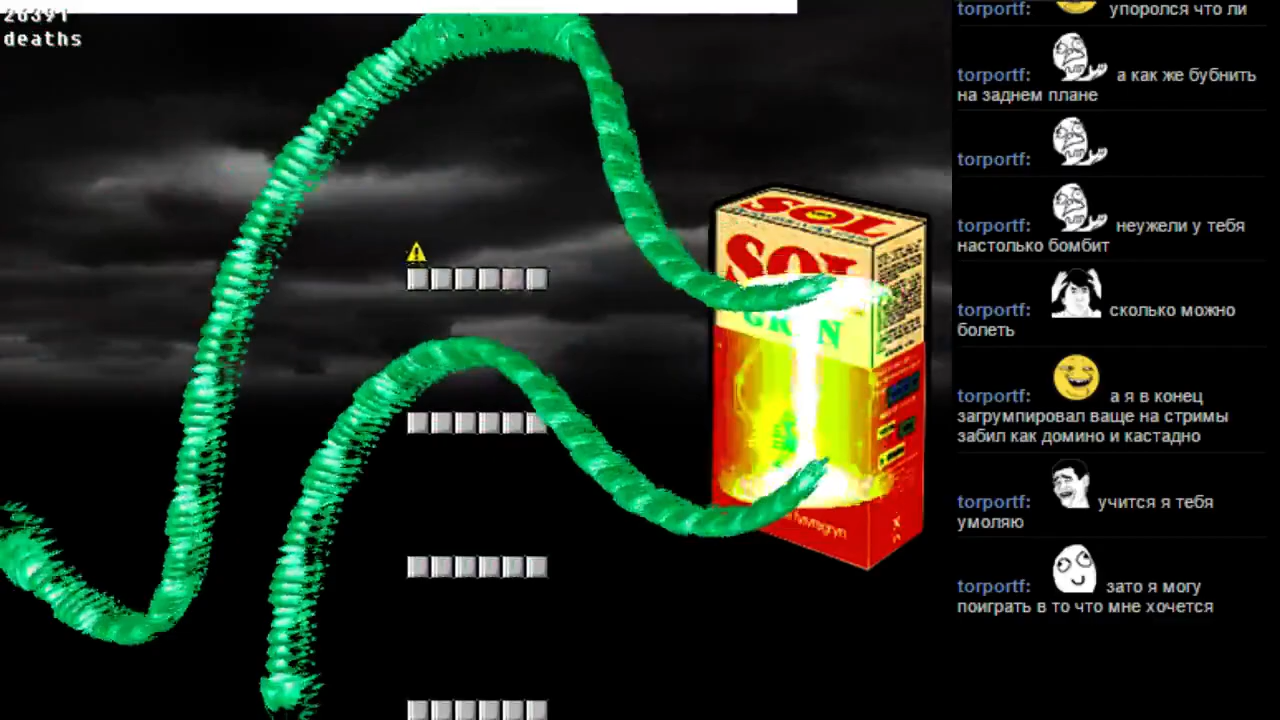 26391
deaths
SOL
SOL
torportf: упоролся что ли
torportf: а как же бубнить
на заднем плане
torportf:
torportf: неужели у тебя
настолько бомбит
torportf: сколько можно
болеть
torportf: а я в конец
загрумпировал ваще на стримы
забил как домино и кастадно
torportf: учится я тебя
умоляю
torportf: зато я могу
поиграть в то что мне хочется